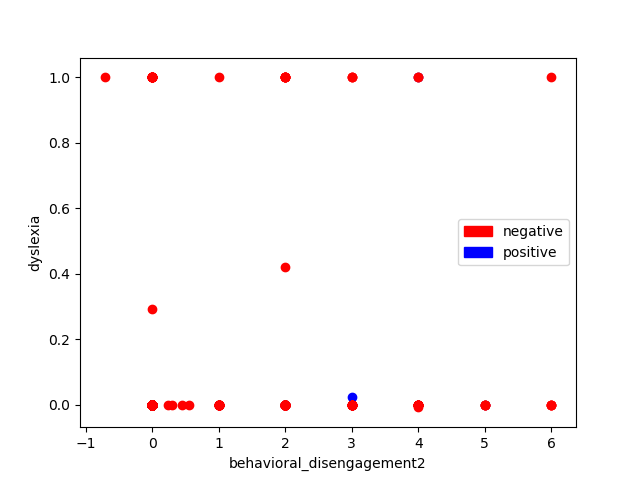 1.0
0.8
0.6
0.4
0.2
0.0
dyslexia
negative
positive
−1 0 1 2 3 4 5 6
behavioral_disengagement2